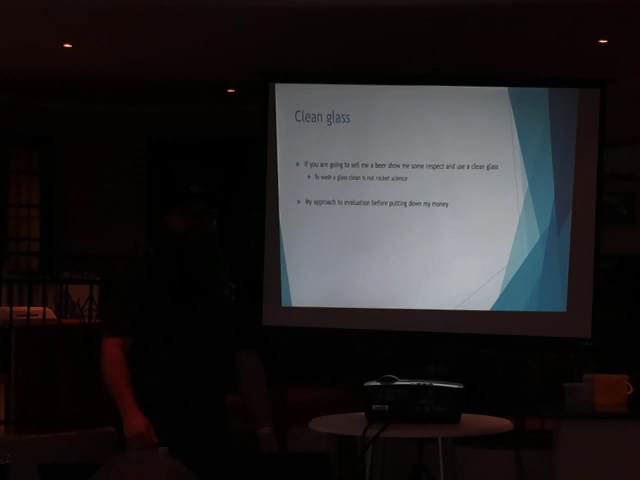 Clean glass
If you are going to sell me a beer show me some respect and use a clean glass
To wash a glass clean is not rocket science
My approach to evaluation before putting down my money